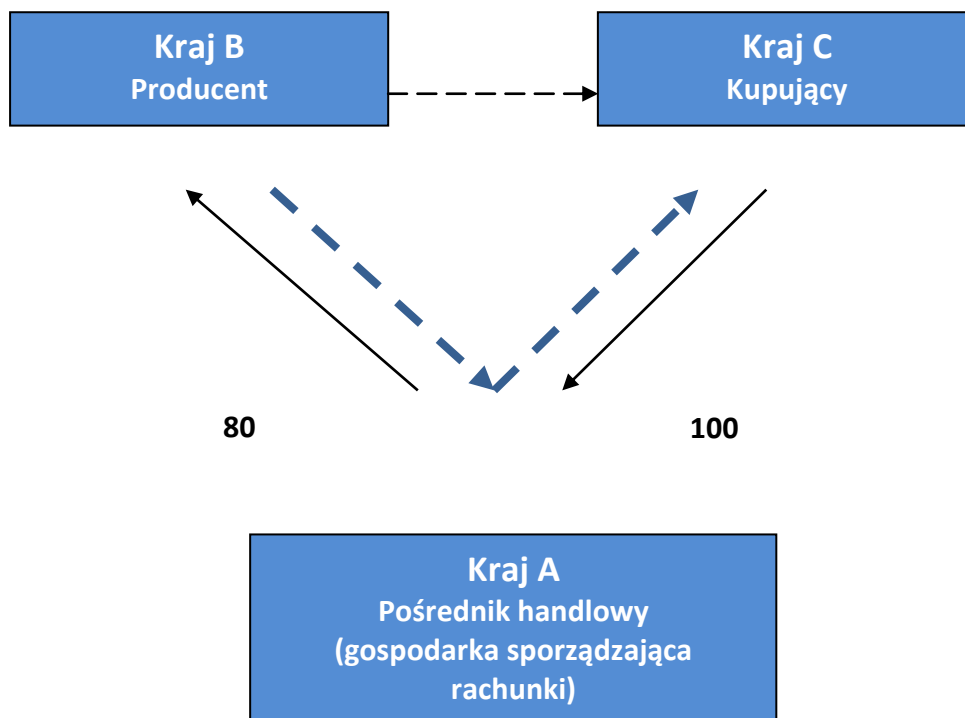 Kraj B
Producent
Kraj C
Kupujący
80
100
Kraj A
Pośrednik handlowy
(gospodarka sporządzająca
rachunki)